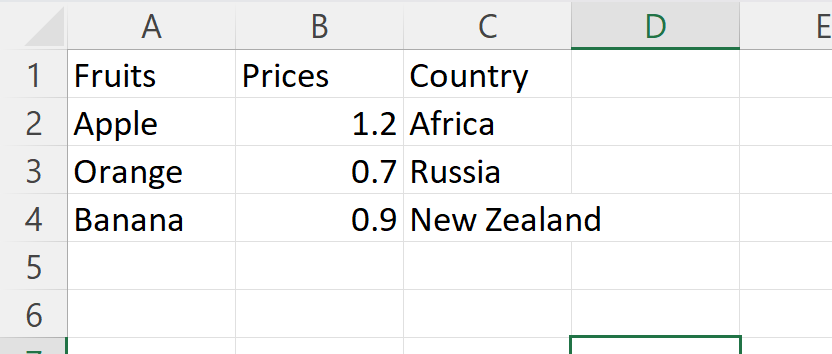 A B C D E
1 Fruits Prices Country
2 Apple 1.2 Africa
3 Orange 0.7 Russia
4 Banana 0.9 New Zealand
5
6
7